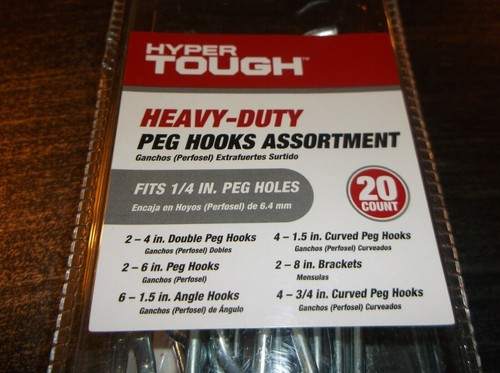 HYPER
TOUGH™
HEAVY-DUTY
PEG HOOKS ASSORTMENT
Ganchos (Perfosel) Extrafuertes Surtido
FITS 1/4 IN. PEG HOLES
Encaja en Hoyos (Perfosel) de 6.4 mm
20
COUNT
2 – 4 in. Double Peg Hooks
Ganchos (Perfosel) Dobles
2 – 6 in. Peg Hooks
Ganchos (Perfosel)
6 – 1.5 in. Angle Hooks
Ganchos (Perfosel) de Ángulo
4 – 1.5 in. Curved Peg Hooks
Ganchos (Perfosel) Curveados
2 – 8 in. Brackets
Mensulas
4 – 3/4 in. Curved Peg Hooks
Ganchos (Perfosel) Curveados